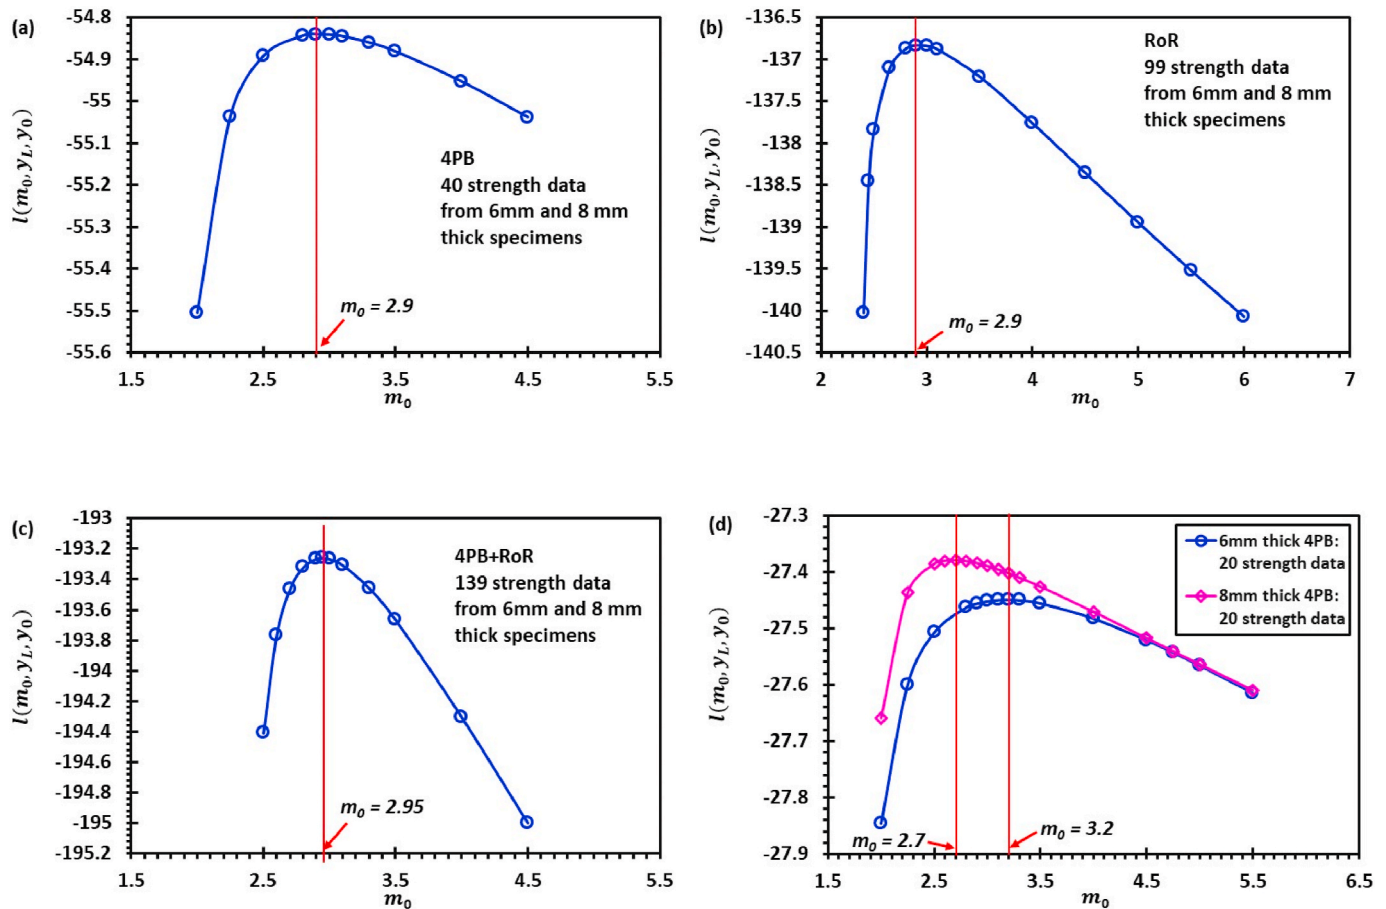 (a)
-54.8
-54.9
-55
-55.1
-55.2
-55.3
-55.4
-55.5
-55.6
l(m₀, y_L, y₀)
4PB
40 strength data
from 6mm and 8 mm
thick specimens
m₀ = 2.9
1.5 2.5 3.5 4.5 5.5
m₀
(b)
-136.5
-137
-137.5
-138
-138.5
-139
-139.5
-140
-140.5
l(m₀, y_L, y₀)
RoR
99 strength data
from 6mm and 8 mm
thick specimens
m₀ = 2.9
2 3 4 5 6 7
m₀
(c)
-193
-193.2
-193.4
-193.6
-193.8
-194
-194.2
-194.4
-194.6
-194.8
-195
-195.2
l(m₀, y_L, y₀)
4PB+RoR
139 strength data
from 6mm and 8 mm
thick specimens
m₀ = 2.95
1.5 2.5 3.5 4.5 5.5
m₀
(d)
-27.3
-27.4
-27.5
-27.6
-27.7
-27.8
-27.9
l(m₀, y_L, y₀)
6mm thick 4PB:
20 strength data
8mm thick 4PB:
20 strength data
m₀ = 2.7
m₀ = 3.2
1.5 2.5 3.5 4.5 5.5 6.5
m₀